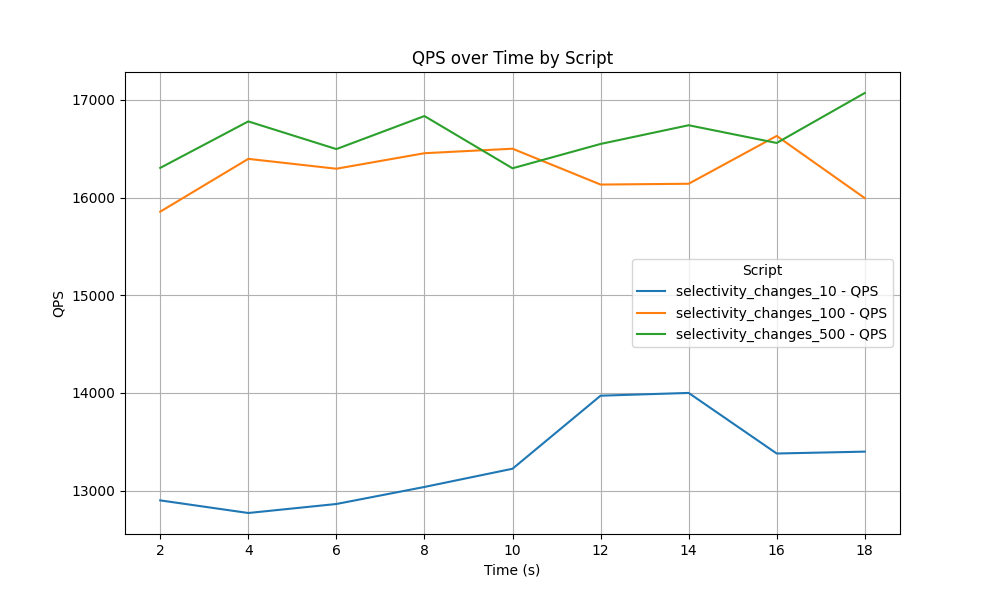 QPS over Time by Script
17000
16000
15000
14000
13000
QPS
Script
selectivity_changes_10 - QPS
selectivity_changes_100 - QPS
selectivity_changes_500 - QPS
2 4 6 8 10 12 14 16 18
Time (s)